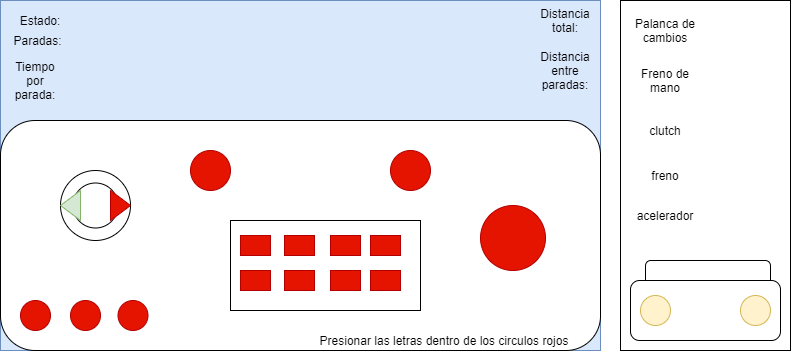 Estado:
Paradas:
Tiempo
por
parada:
Distancia
total:
Distancia
entre
paradas:
Presionar las letras dentro de los circulos rojos
Palanca de
cambios
Freno de
mano
clutch
freno
acelerador